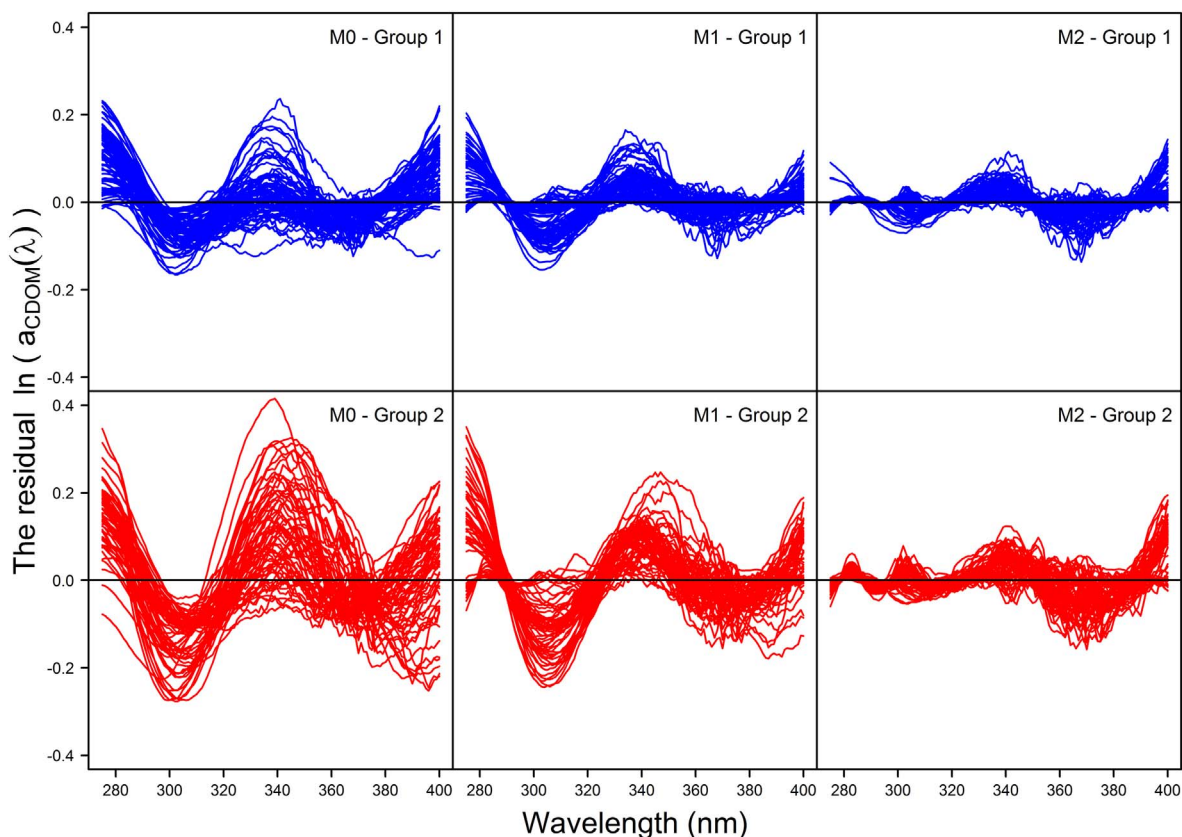 0.4
0.2
0.0
-0.2
-0.4
M0 - Group 1
M1 - Group 1
M2 - Group 1
0.4
0.2
0.0
-0.2
-0.4
M0 - Group 2
M1 - Group 2
M2 - Group 2
The residual ln ( aCDOM(λ) )
280 300 320 340 360 380 400
280 300 320 340 360 380 400
280 300 320 340 360 380 400
Wavelength (nm)